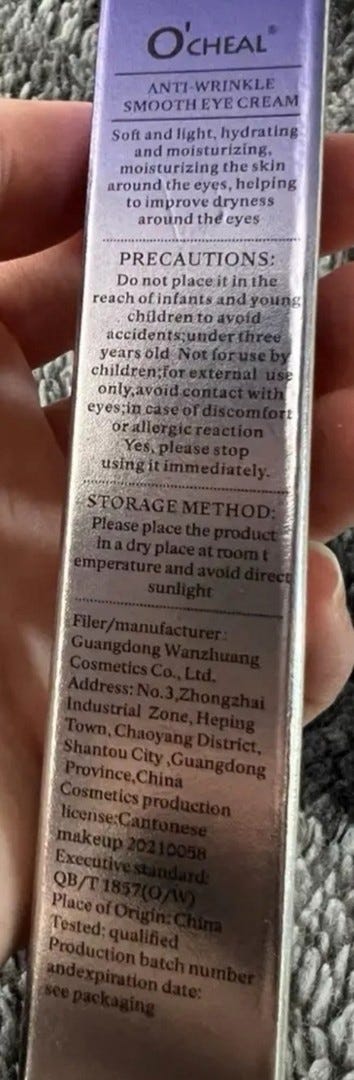 O'CHEAL®
ANTI-WRINKLE
SMOOTH EYE CREAM
Soft and light, hydrating
and moisturizing,
moisturizing the skin
around the eyes, helping
to improve dryness
around the eyes
PRECAUTIONS:
Do not place it in the
reach of infants and young
children to avoid
accidents;under three
years old Not for use by
children;for external use
only,avoid contact with
eyes;in case of discomfort
or allergic reaction
Yes, please stop
using it immediately.
STORAGE METHOD:
Please place the product
in a dry place at room t
emperature and avoid direct
sunlight
Filer/manufacturer:
Guangdong Wanzhuang
Cosmetics Co., Ltd.
Address: No.3,Zhongzhai
Industrial Zone, Heping
Town, Chaoyang District,
Shantou City ,Guangdong
Province,China
Cosmetics production
license:Cantonese
makeup 20210058
Executive standard:
QB/T 1857(O/W)
Place of Origin: China
Tested: qualified
Production batch number
andexpiration date:
see packaging